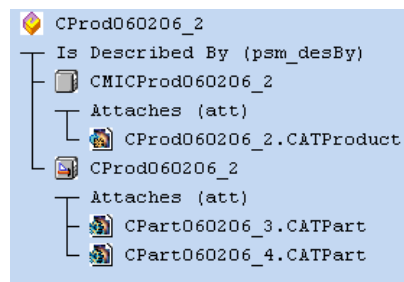 CProd060206_2
Is Described By (psm_desBy)
CMICProd060206_2
Attaches (att)
CProd060206_2.CATProduct
CProd060206_2
Attaches (att)
CPart060206_3.CATPart
CPart060206_4.CATPart